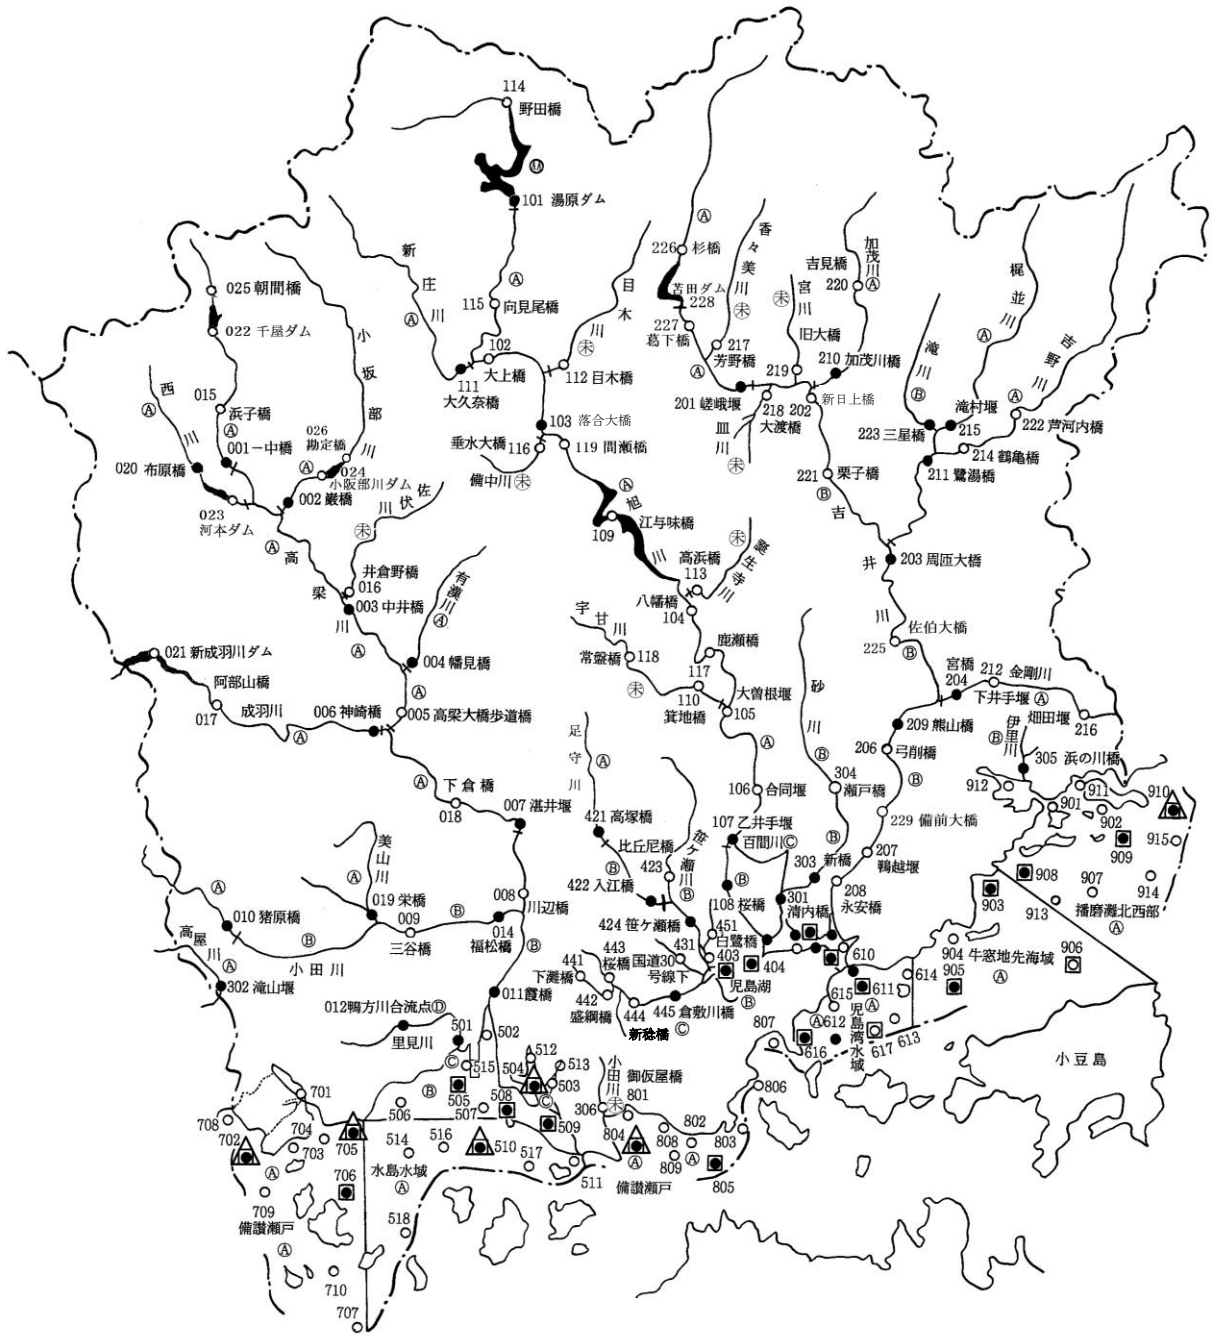 114
野田橋
Ⓜ
101 湯原ダム
新庄川
Ⓐ
Ⓐ
115 向見尾橋
102
大上橋
111
大久奈橋
目木川
㊍
112 目木橋
103 落合大橋
垂水大橋
116
119 間瀬橋
備中川
Ⓐ
旭川
109
江与味橋
高浜橋
113
誕生寺川
八幡橋
104
宇甘川
常盤橋
118
鹿瀬橋
117
110
箕地橋
大曽根堰
105
Ⓐ
106 合同堰
107 乙井手堰
百間川Ⓒ
Ⓑ
108 桜橋
025 朝間橋
022 千屋ダム
小坂部川
西川
Ⓐ
015
浜子橋
Ⓐ
001一中橋
026
勘定橋
Ⓐ
024
小阪部川ダム
020 布原橋
002 巌橋
023
河本ダム
Ⓐ
高梁川
佐伏川
井倉野橋
016
003 中井橋
有漢川
Ⓐ
Ⓐ
004 幡見橋
Ⓐ
005 高梁大橋歩道橋
021 新成羽川ダム
阿部山橋
017
成羽川
Ⓐ
006 神崎橋
Ⓐ
下倉橋
018
007 湛井堰
美山川
Ⓐ
Ⓐ
019 栄橋
009
三谷橋
Ⓑ
008
川辺橋
014
福松橋
Ⓑ
010 猪原橋
Ⓑ
小田川
高屋川
Ⓐ
302 滝山堰
011霞橋
012鴨方川合流点Ⓓ
里見川
足守川
Ⓐ
421 高塚橋
比丘尼橋
Ⓑ
423
422 入江橋
笹ヶ瀬川
Ⓑ
424 笹ケ瀬橋
451
白鷺橋
403
404
443
桜橋
431
国道30
号線下
441
下灘橋
442
盛綱橋
444
新稔橋
445 倉敷川橋
Ⓒ
児島湖
Ⓑ
Ⓐ
226 杉橋
苫田ダム
228
227
葛下橋
香々美川
217
芳野橋
Ⓐ
201 嵯峨堰
宮川
旧大橋
219
吉見橋
加茂川
Ⓐ
220
210 加茂川橋
218
大渡橋
皿川
202
新日上橋
221 栗子橋
Ⓑ
吉井川
滝川
Ⓑ
223 三星橋
梶並川
Ⓐ
滝村堰
215
吉野川
Ⓐ
222 芦河内橋
214 鶴亀橋
211 鷺湯橋
203 周匝大橋
佐伯大橋
225
Ⓑ
宮橋
204
212 金剛川
下井手堰
Ⓐ
216
畑田堰
209 熊山橋
206 弓削橋
Ⓑ
229 備前大橋
207
鴨越堰
208
永安橋
砂川
Ⓑ
304
瀬戸橋
Ⓑ
303 新橋
301
清内橋
伊里川
Ⓑ
305 浜の川橋
912
911
901
902
910
909
915
908
907
914
903
913
播磨灘北西部
Ⓐ
904
牛窓地先海域
Ⓐ
906
905
610
614
611
615
Ⓐ
612
Ⓐ
613
616
617
児島湾水域
807
806
小豆島
501
502
Ⓒ
515
512
504
513
503
Ⓒ
505
Ⓑ
506
507
508
509
510
514
516
517
511
水島水域
Ⓐ
518
小田川
御仮屋橋
306
801
802
803
804
Ⓐ
808
809
Ⓐ
805
備讃瀬戸
701
708
702
704
703
705
Ⓐ
706
709
備讃瀬戸
Ⓐ
710
707